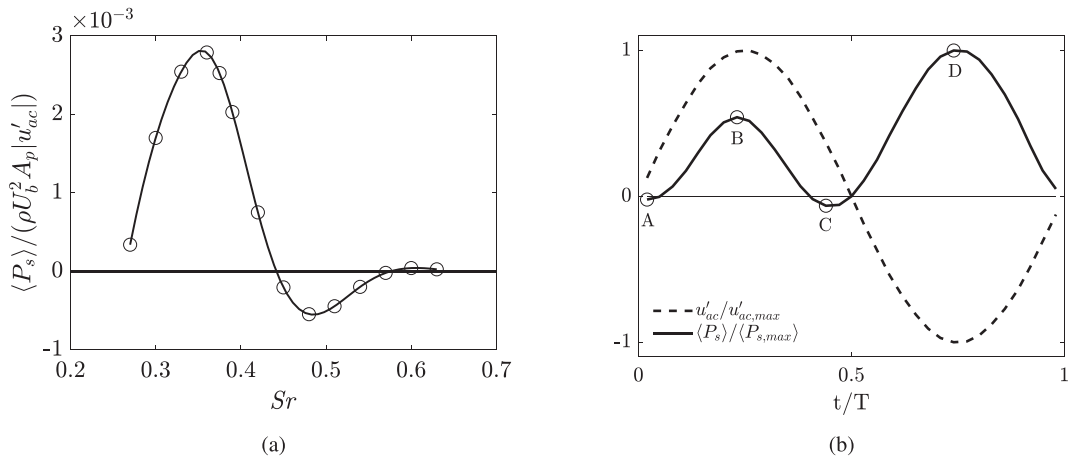 ×10⁻³
3
2
1
0
-1
0.2 0.3 0.4 0.5 0.6 0.7
Sr
⟨P_s⟩/(ρU_b²A_p|u′_ac|)
(a)
1
0
-1
A
B
C
D
u′_ac/u′_ac,max
⟨P_s⟩/⟨P_s,max⟩
0 0.5 1
t/T
(b)